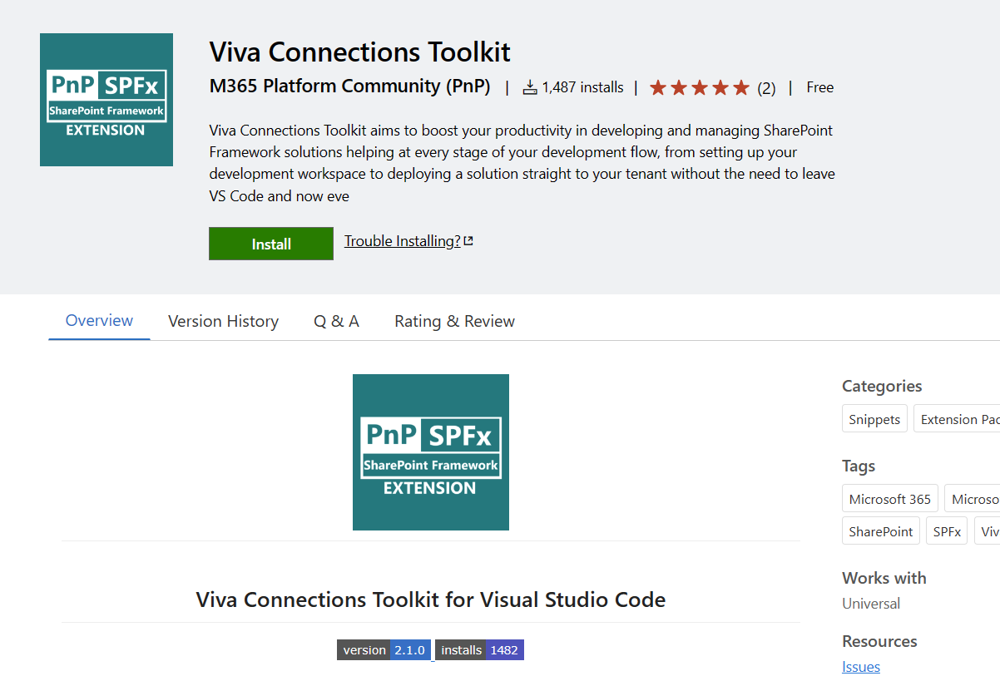 PnP SPFx
SharePoint Framework
EXTENSION
Viva Connections Toolkit
M365 Platform Community (PnP) | 1,487 installs | (2) | Free
Viva Connections Toolkit aims to boost your productivity in developing and managing SharePoint
Framework solutions helping at every stage of your development flow, from setting up your
development workspace to deploying a solution straight to your tenant without the need to leave
VS Code and now eve
Install Trouble Installing?
Overview Version History Q & A Rating & Review
PnP SPFx
SharePoint Framework
EXTENSION
Viva Connections Toolkit for Visual Studio Code
version 2.1.0 installs 1482
Categories
Snippets Extension Pac
Tags
Microsoft 365 Microso
SharePoint SPFx Viv
Works with
Universal
Resources
Issues